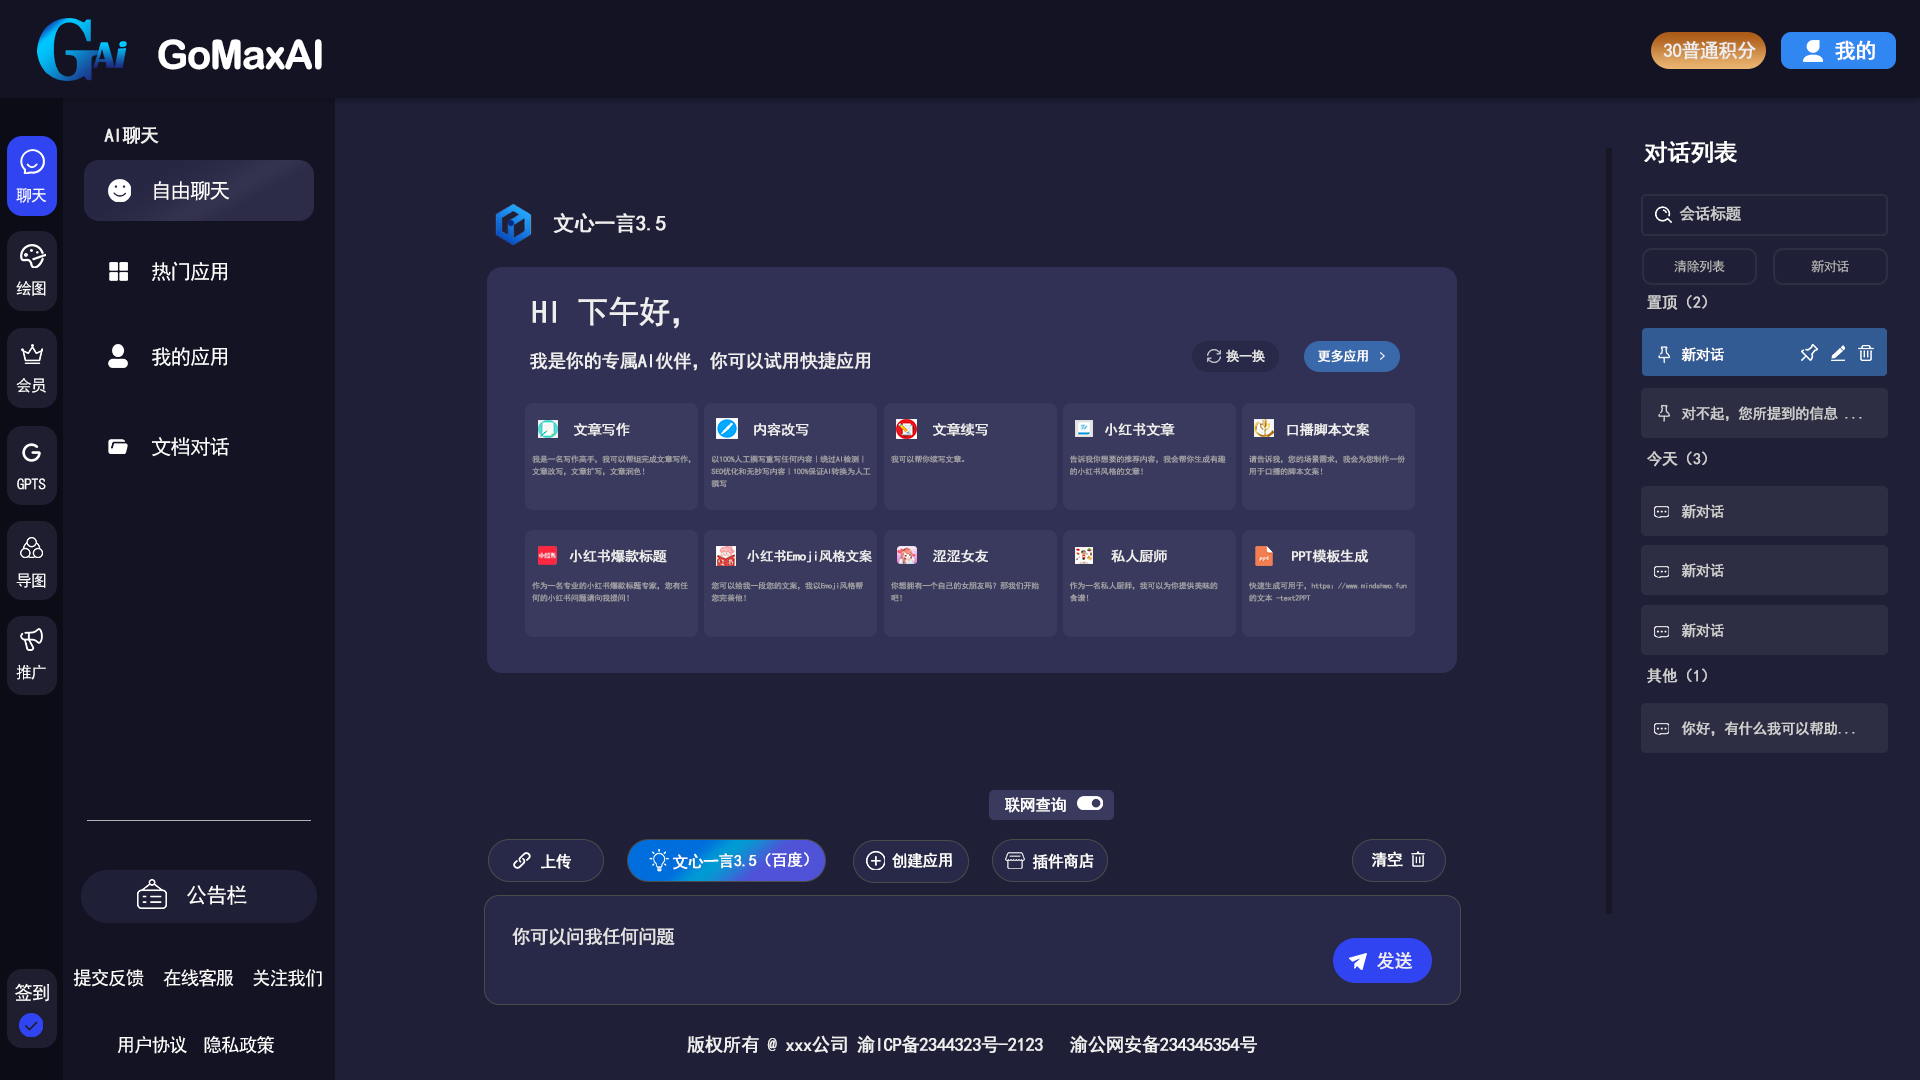 GAi GoMaxAI
30普通积分
我的
聊天
绘图
会员
GPTS
导图
推广
签到
AI聊天
自由聊天
热门应用
我的应用
文档对话
公告栏
提交反馈 在线客服 关注我们
用户协议 隐私政策
文心一言3.5
HI 下午好，
我是你的专属AI伙伴，你可以试用快捷应用
换一换
更多应用
文章写作
我是一名写作高手，我可以帮组完成文章写作，
文章改写，文章扩写，文章润色！
内容改写
以100%人工撰写重写任何内容｜绕过AI检测｜
SEO优化和无抄写内容｜100%保证AI转换为人工
撰写
文章续写
我可以帮你续写文章。
小红书文章
告诉我你想要的推荐内容，我会帮你生成有趣
的小红书风格的文章！
口播脚本文案
请告诉我，您的场景需求，我会为您制作一份
用于口播的脚本文案！
小红书爆款标题
作为一名专业的小红书爆款标题专家，您有任
何的小红书问题请向我提问！
小红书Emoji风格文案
您可以给我一段您的文案，我以Emoji风格帮
您完善他！
涩涩女友
你想拥有一个自己的女朋友吗？那我们开始
吧！
私人厨师
作为一名私人厨师，我可以为你提供美味的
食谱！
PPT模板生成
快速生成可用于，https：//www.mindshwo.fun
的文本 -text2PPT
联网查询
上传
文心一言3.5（百度）
创建应用
插件商店
清空
你可以问我任何问题
发送
版权所有 @ xxx公司 渝ICP备2344323号-2123 渝公网安备234345354号
对话列表
会话标题
清除列表
新对话
置顶（2）
新对话
对不起，您所提到的信息 ...
今天（3）
新对话
新对话
新对话
其他（1）
你好，有什么我可以帮助...